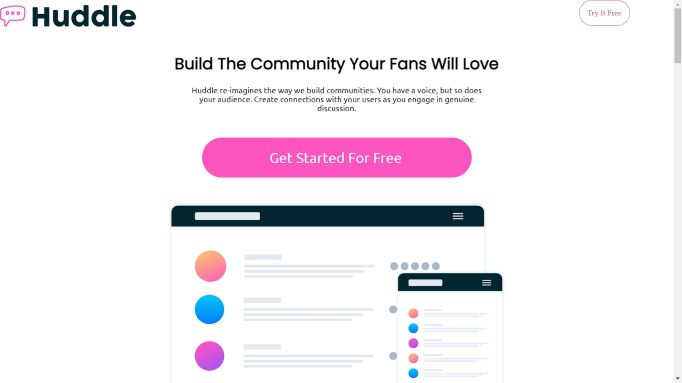 Huddle
Try It Free
Build The Community Your Fans Will Love
Huddle re-imagines the way we build communities. You have a voice, but so does
your audience. Create connections with your users as you engage in genuine
discussion.
Get Started For Free